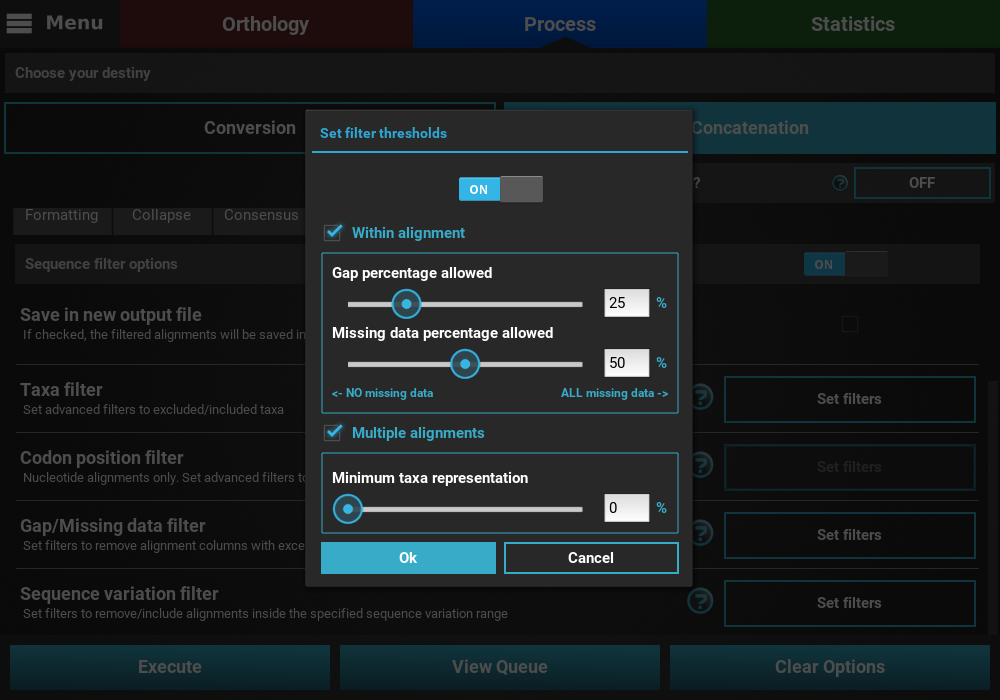 Menu
Orthology
Process
Statistics
Choose your destiny
Conversion
Concatenation
Set filter thresholds
ON
?
?
OFF
Formatting
Collapse
Consensus
Within alignment
Sequence filter options
ON
Gap percentage allowed
25 %
Save in new output file
If checked, the filtered alignments will be saved in
Missing data percentage allowed
50 %
<- NO missing data
ALL missing data ->
Taxa filter
Set advanced filters to excluded/included taxa
?
Set filters
Multiple alignments
Codon position filter
Nucleotide alignments only. Set advanced filters to
?
Set filters
Minimum taxa representation
0 %
Gap/Missing data filter
Set filters to remove alignment columns with exce
?
Set filters
Ok
Cancel
Sequence variation filter
Set filters to remove/include alignments inside the specified sequence variation range
?
Set filters
Execute
View Queue
Clear Options